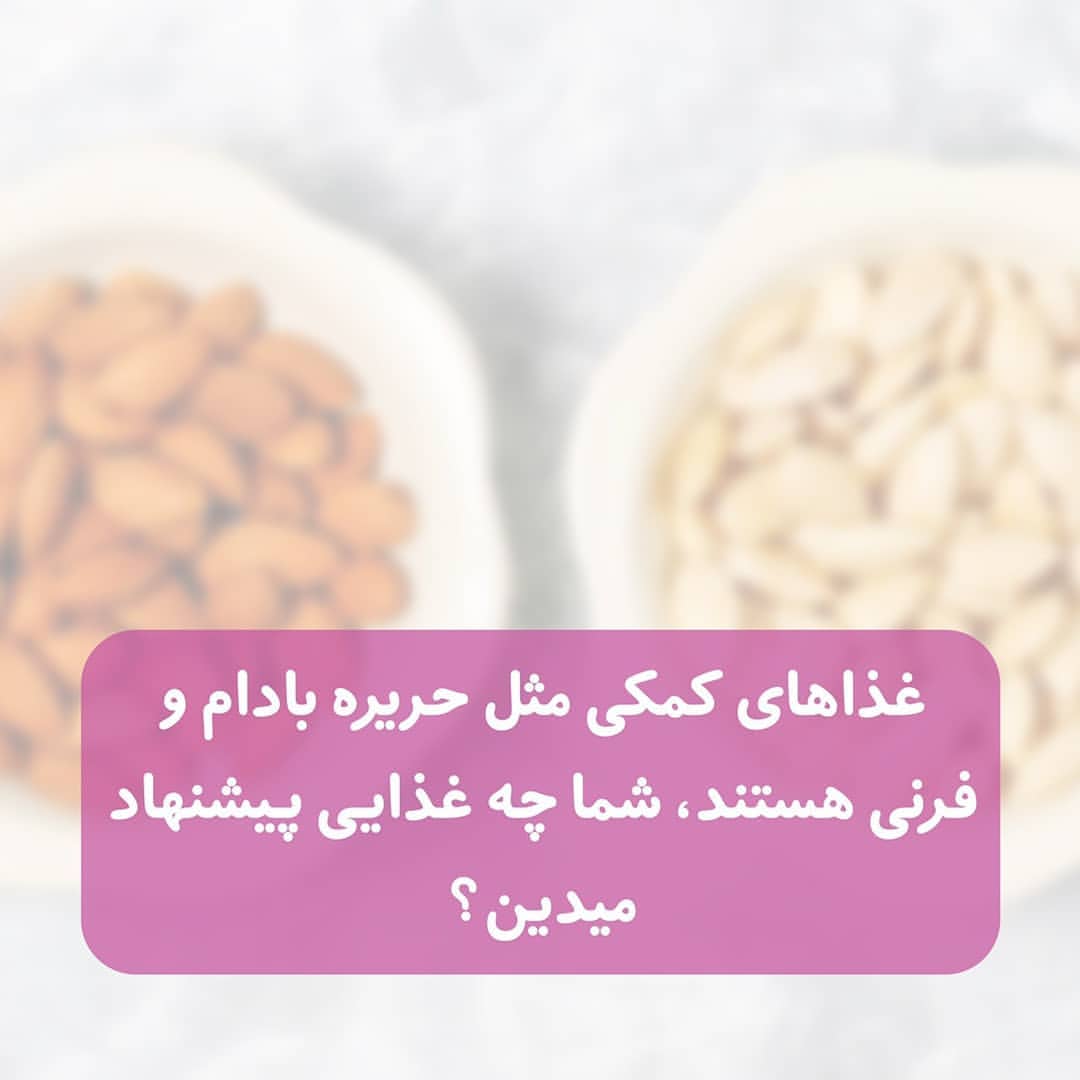 غذاهای کمکی مثل حریره بادام و
فرنی هستند، شما چه غذایی پیشنهاد
میدین؟